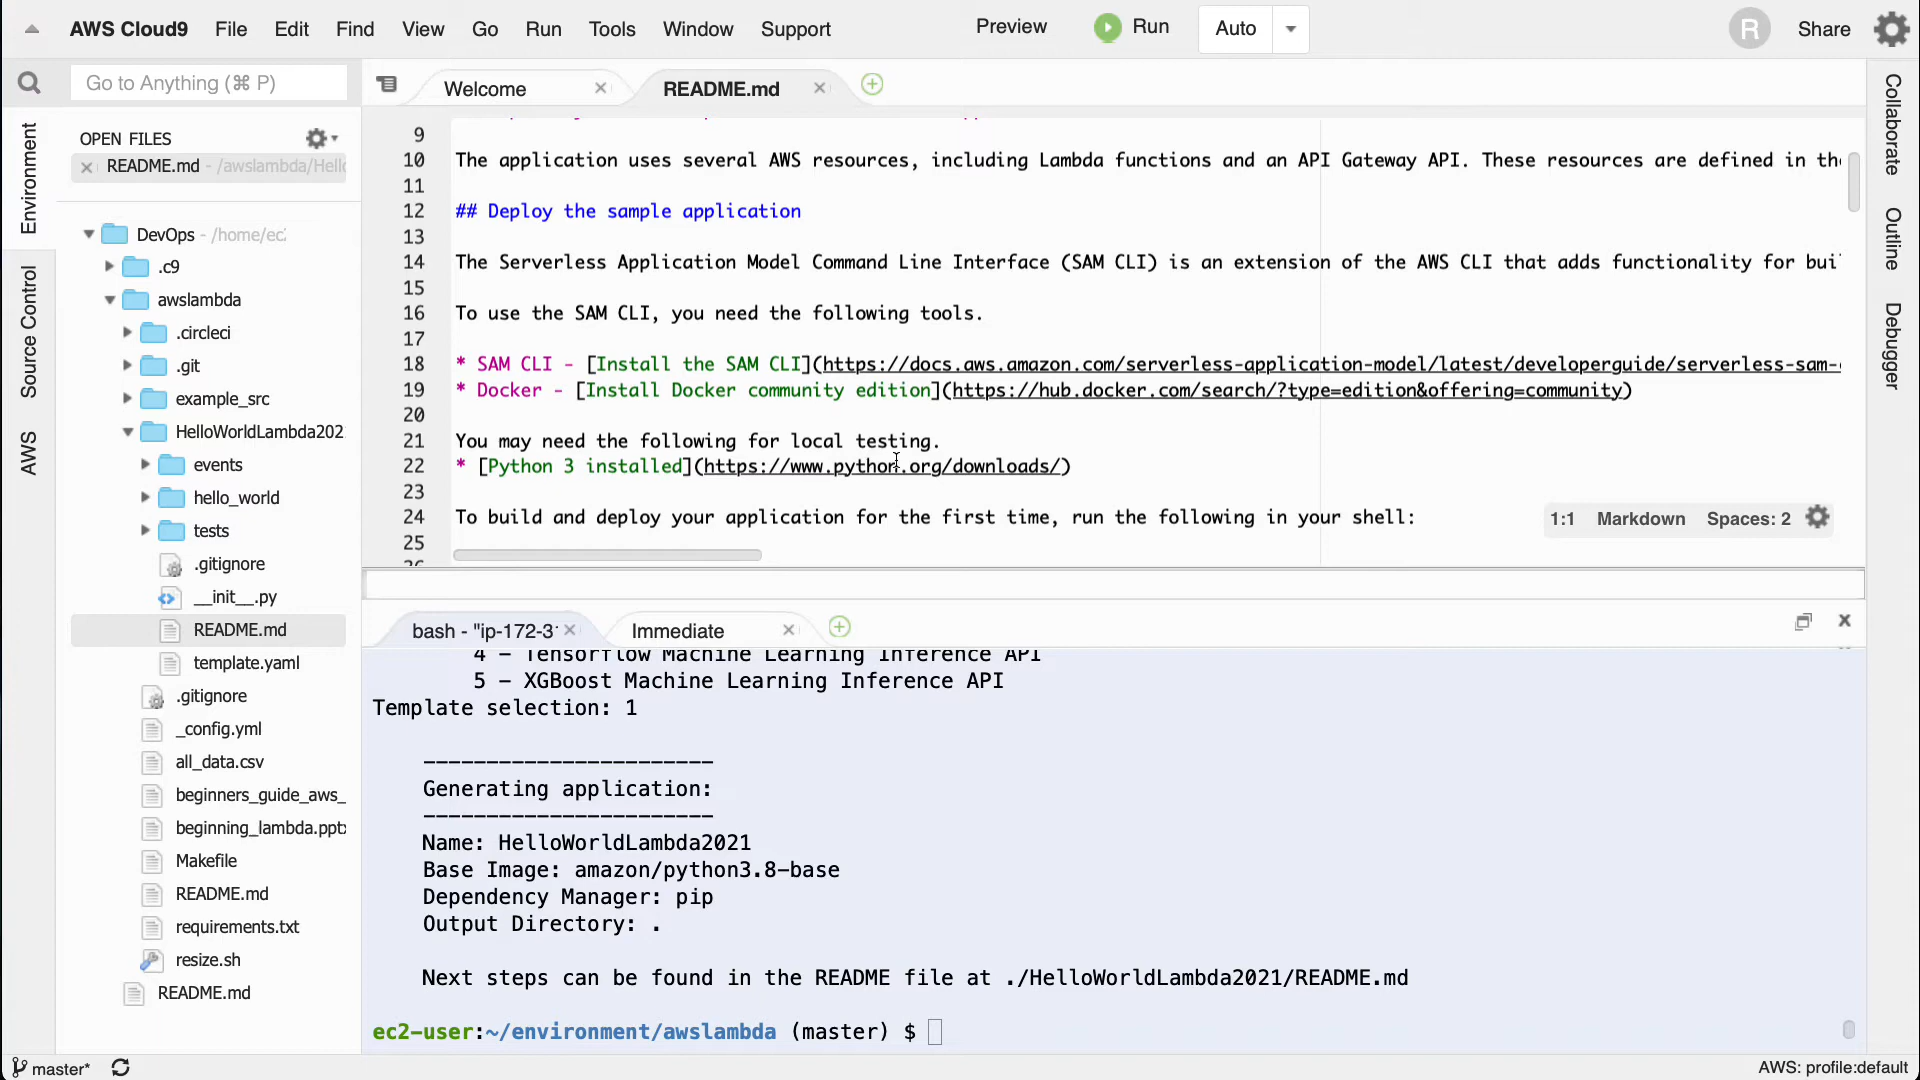 AWS Cloud9 File Edit Find View Go Run Tools Window Support Preview Run Auto R Share
Go to Anything (⌘ P)
Welcome
README.md
OPEN FILES
README.md - /awslambda/Hell
DevOps - /home/ec2
.c9
awslambda
.circleci
.git
example_src
HelloWorldLambda202
events
hello_world
tests
.gitignore
__init__.py
README.md
template.yaml
.gitignore
_config.yml
all_data.csv
beginners_guide_aws_
beginning_lambda.pptx
Makefile
README.md
requirements.txt
resize.sh
README.md
Environment
Source Control
AWS
9
10 The application uses several AWS resources, including Lambda functions and an API Gateway API. These resources are defined in the
11
12 ## Deploy the sample application
13
14 The Serverless Application Model Command Line Interface (SAM CLI) is an extension of the AWS CLI that adds functionality for bui
15
16 To use the SAM CLI, you need the following tools.
17
18 * SAM CLI - [Install the SAM CLI](https://docs.aws.amazon.com/serverless-application-model/latest/developerguide/serverless-sam-
19 * Docker - [Install Docker community edition](https://hub.docker.com/search/?type=edition&offering=community)
20
21 You may need the following for local testing.
22 * [Python 3 installed](https://www.python.org/downloads/)
23
24 To build and deploy your application for the first time, run the following in your shell:
25
26
1:1 Markdown Spaces: 2
Collaborate
Outline
Debugger
bash - "ip-172-31
Immediate
4 - Tensorflow Machine Learning Inference API
5 - XGBoost Machine Learning Inference API
Template selection: 1
-----------------------
Generating application:
-----------------------
Name: HelloWorldLambda2021
Base Image: amazon/python3.8-base
Dependency Manager: pip
Output Directory: .
Next steps can be found in the README file at ./HelloWorldLambda2021/README.md
ec2-user:~/environment/awslambda (master) $
master*
AWS: profile:default